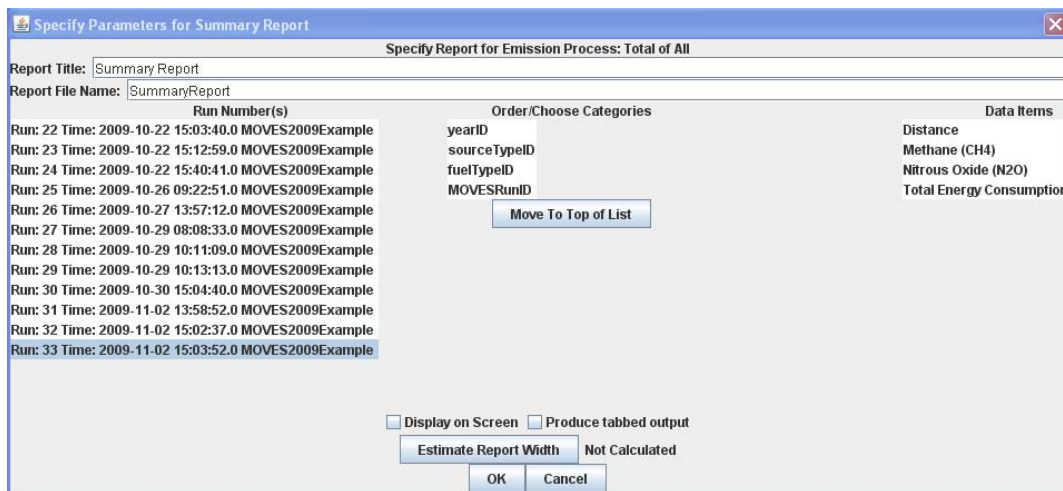 Specify Parameters for Summary Report
Specify Report for Emission Process: Total of All
Report Title: Summary Report
Report File Name: SummaryReport
Run Number(s)
Run: 22 Time: 2009-10-22 15:03:40.0 MOVES2009Example
Run: 23 Time: 2009-10-22 15:12:59.0 MOVES2009Example
Run: 24 Time: 2009-10-22 15:40:41.0 MOVES2009Example
Run: 25 Time: 2009-10-26 09:22:51.0 MOVES2009Example
Run: 26 Time: 2009-10-27 13:57:12.0 MOVES2009Example
Run: 27 Time: 2009-10-29 08:08:33.0 MOVES2009Example
Run: 28 Time: 2009-10-29 10:11:09.0 MOVES2009Example
Run: 29 Time: 2009-10-29 10:13:13.0 MOVES2009Example
Run: 30 Time: 2009-10-30 15:04:40.0 MOVES2009Example
Run: 31 Time: 2009-11-02 13:58:52.0 MOVES2009Example
Run: 32 Time: 2009-11-02 15:02:37.0 MOVES2009Example
Run: 33 Time: 2009-11-02 15:03:52.0 MOVES2009Example
Order/Choose Categories
yearID
sourceTypeID
fuelTypeID
MOVESRunID
Move To Top of List
Data Items
Distance
Methane (CH4)
Nitrous Oxide (N2O)
Total Energy Consumption
Display on Screen
Produce tabbed output
Estimate Report Width
Not Calculated
OK
Cancel